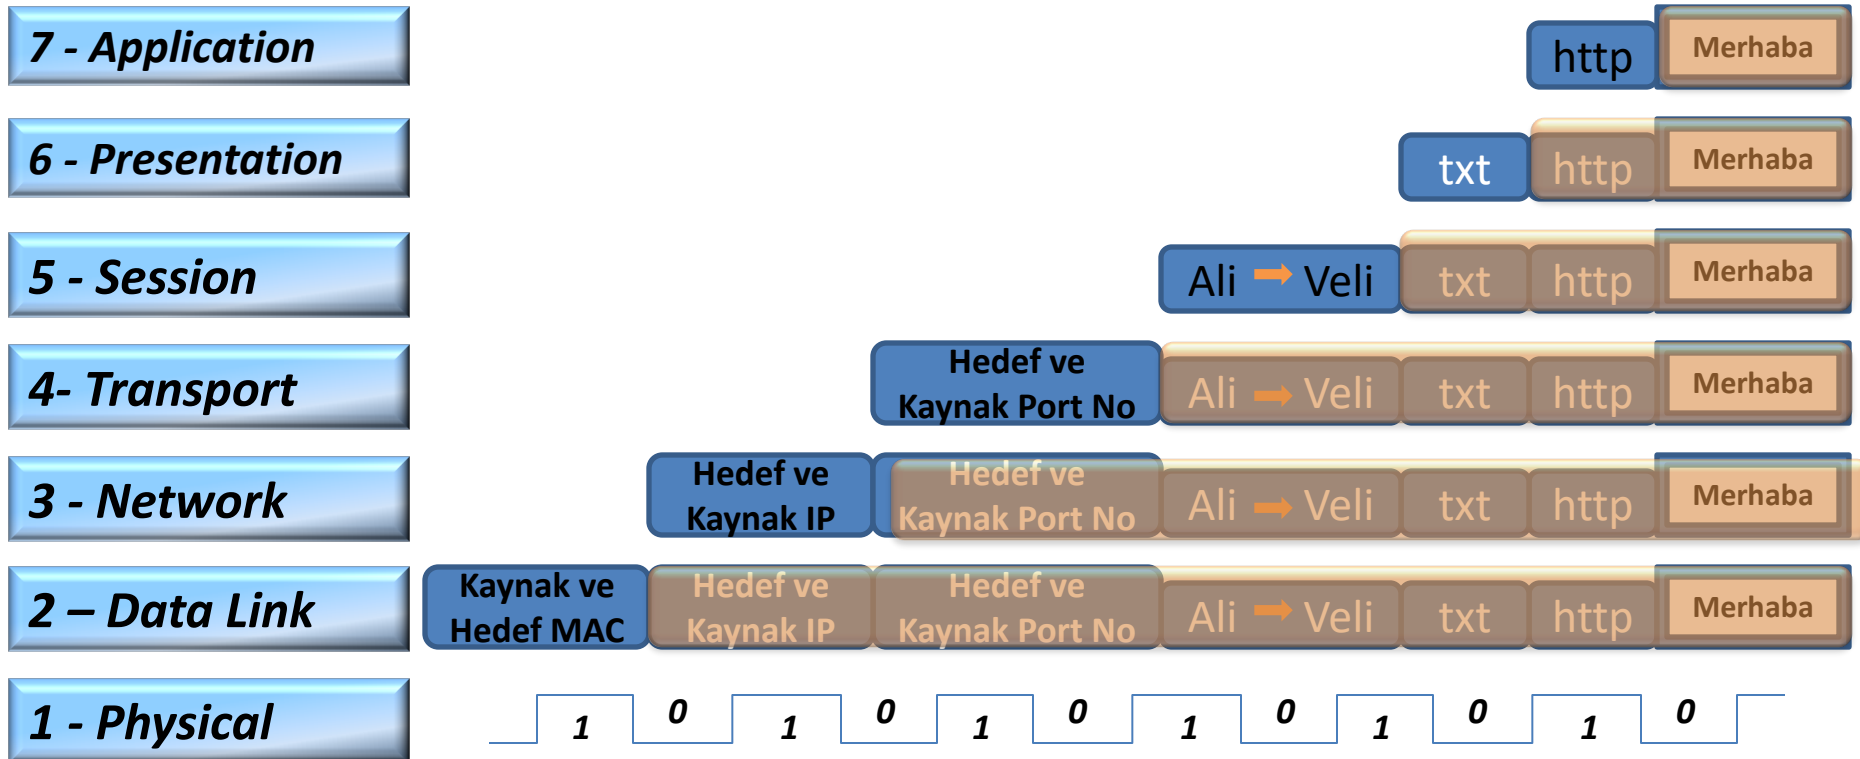 7 - Application
http
Merhaba
6 - Presentation
txt
http
Merhaba
5 - Session
Ali
Veli
txt
http
Merhaba
4- Transport
Hedef ve
Kaynak Port No
Ali
Veli
txt
http
Merhaba
3 - Network
Hedef ve
Kaynak IP
Hedef ve
Kaynak Port No
Ali
Veli
txt
http
Merhaba
2 – Data Link
Kaynak ve
Hedef MAC
Hedef ve
Kaynak IP
Hedef ve
Kaynak Port No
Ali
Veli
txt
http
Merhaba
1 - Physical
1 0 1 0 1 0 1 0 1 0 1 0